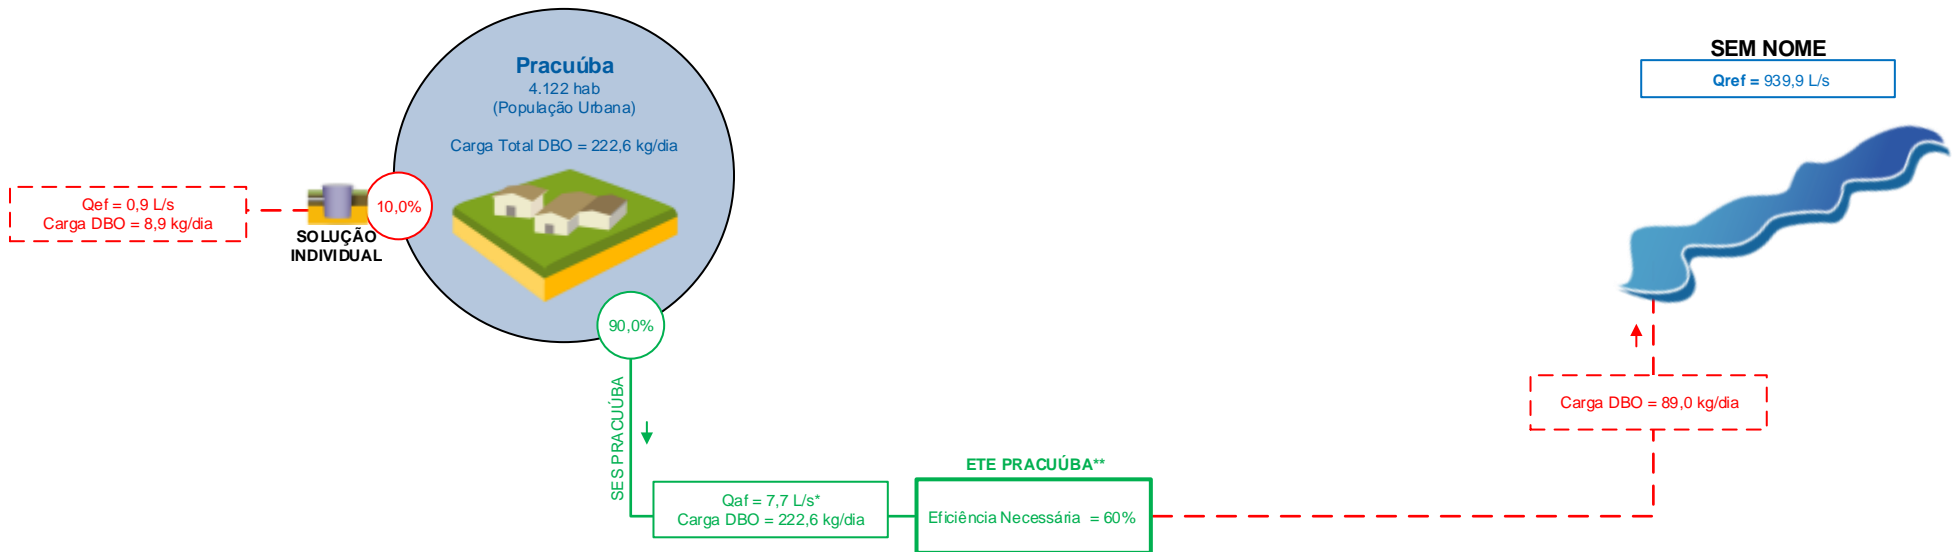 Pracuúba
4.122 hab
(População Urbana)
Carga Total DBO = 222,6 kg/dia
Qef = 0,9 L/s
Carga DBO = 8,9 kg/dia
10,0%
SOLUÇÃO
INDIVIDUAL
90,0%
SES PRACUÚBA
Qaf = 7,7 L/s*
Carga DBO = 222,6 kg/dia
ETE PRACUÚBA**
Eficiência Necessária = 60%
SEM NOME
Qref = 939,9 L/s
Carga DBO = 89,0 kg/dia